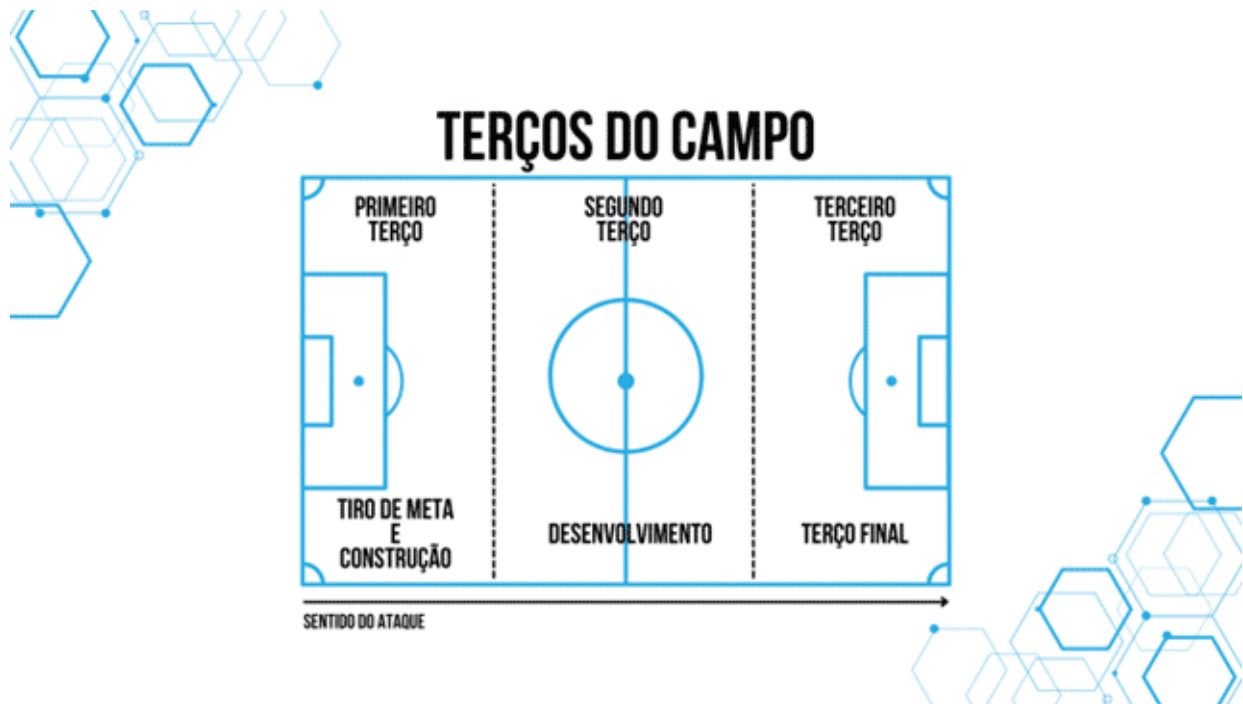 TERÇOS DO CAMPO
PRIMEIRO
TERÇO
SEGUNDO
TERÇO
TERCEIRO
TERÇO
TIRO DE META
E
CONSTRUÇÃO
DESENVOLVIMENTO
TERÇO FINAL
SENTIDO DO ATAQUE